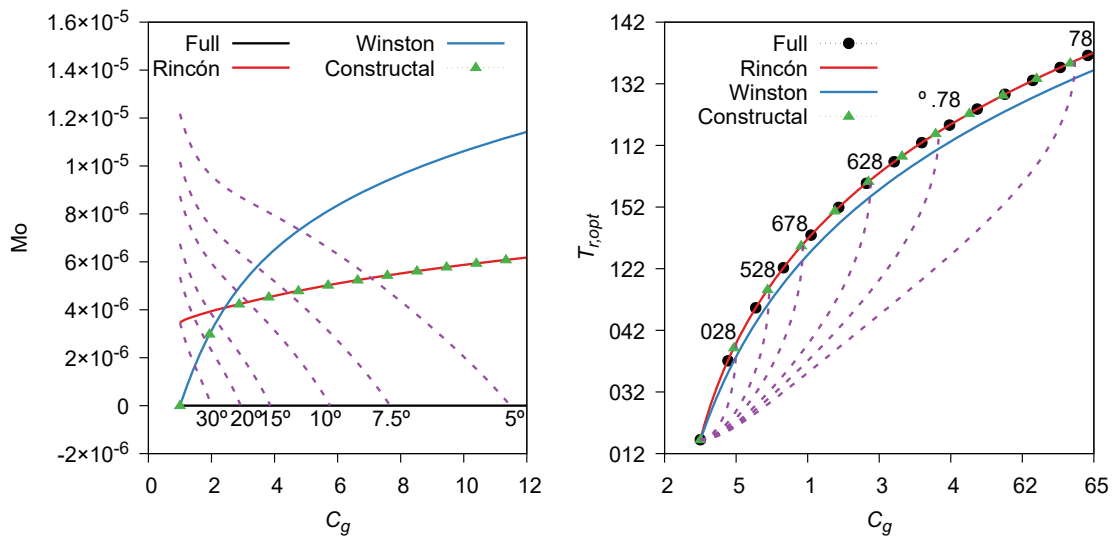 1.6×10⁻⁵
1.4×10⁻⁵
1.2×10⁻⁵
1×10⁻⁵
8×10⁻⁶
6×10⁻⁶
4×10⁻⁶
2×10⁻⁶
0
-2×10⁻⁶
Mo
Full
Rincón
Winston
Constructal
30º
20º
15º
10º
7.5º
5º
0 2 4 6 8 10 12
C_g
142
132
112
152
122
042
032
012
T_r,opt
Full
Rincón
Winston
Constructal
78
º .78
628
678
528
028
2 5 1 3 4 62 65
C_g